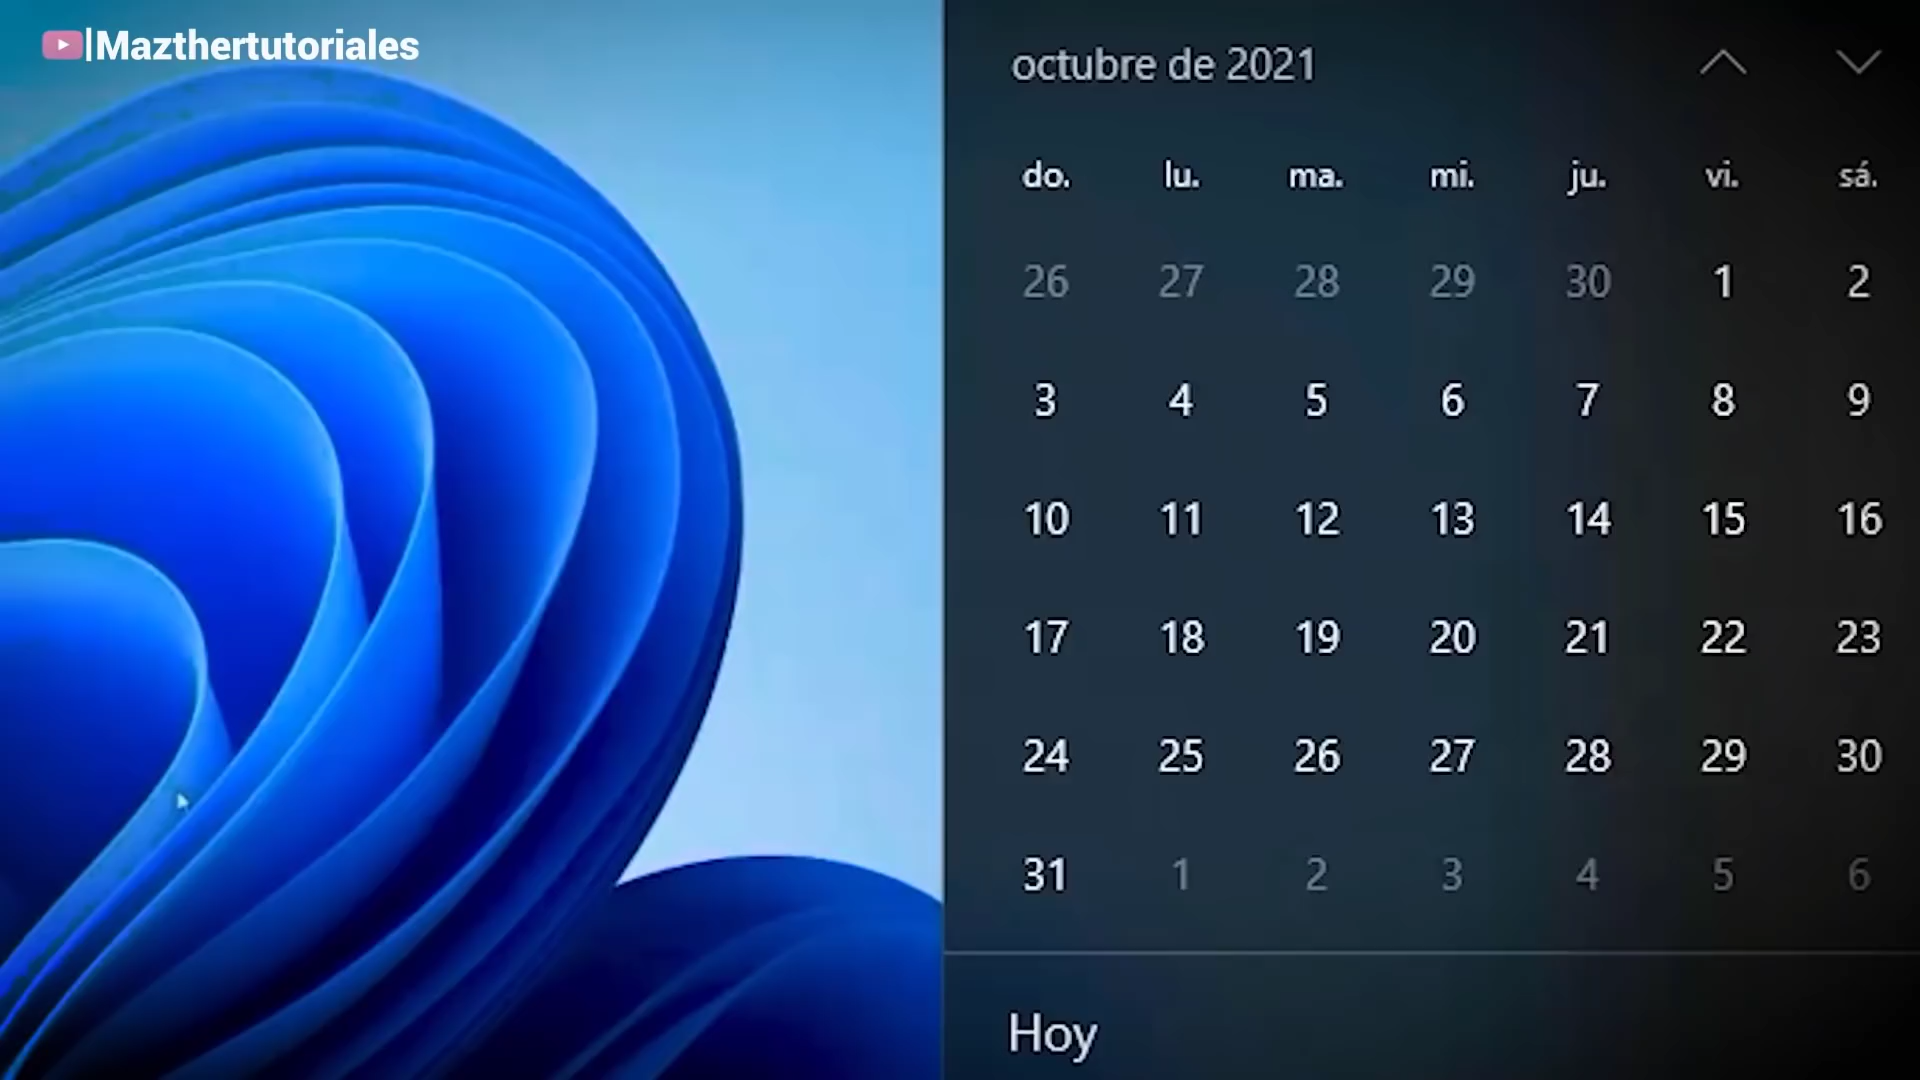 |Mazthertutoriales
octubre de 2021
do. lu. ma. mi. ju. vi. sá.
26 27 28 29 30 1 2
3 4 5 6 7 8 9
10 11 12 13 14 15 16
17 18 19 20 21 22 23
24 25 26 27 28 29 30
31 1 2 3 4 5 6
Hoy